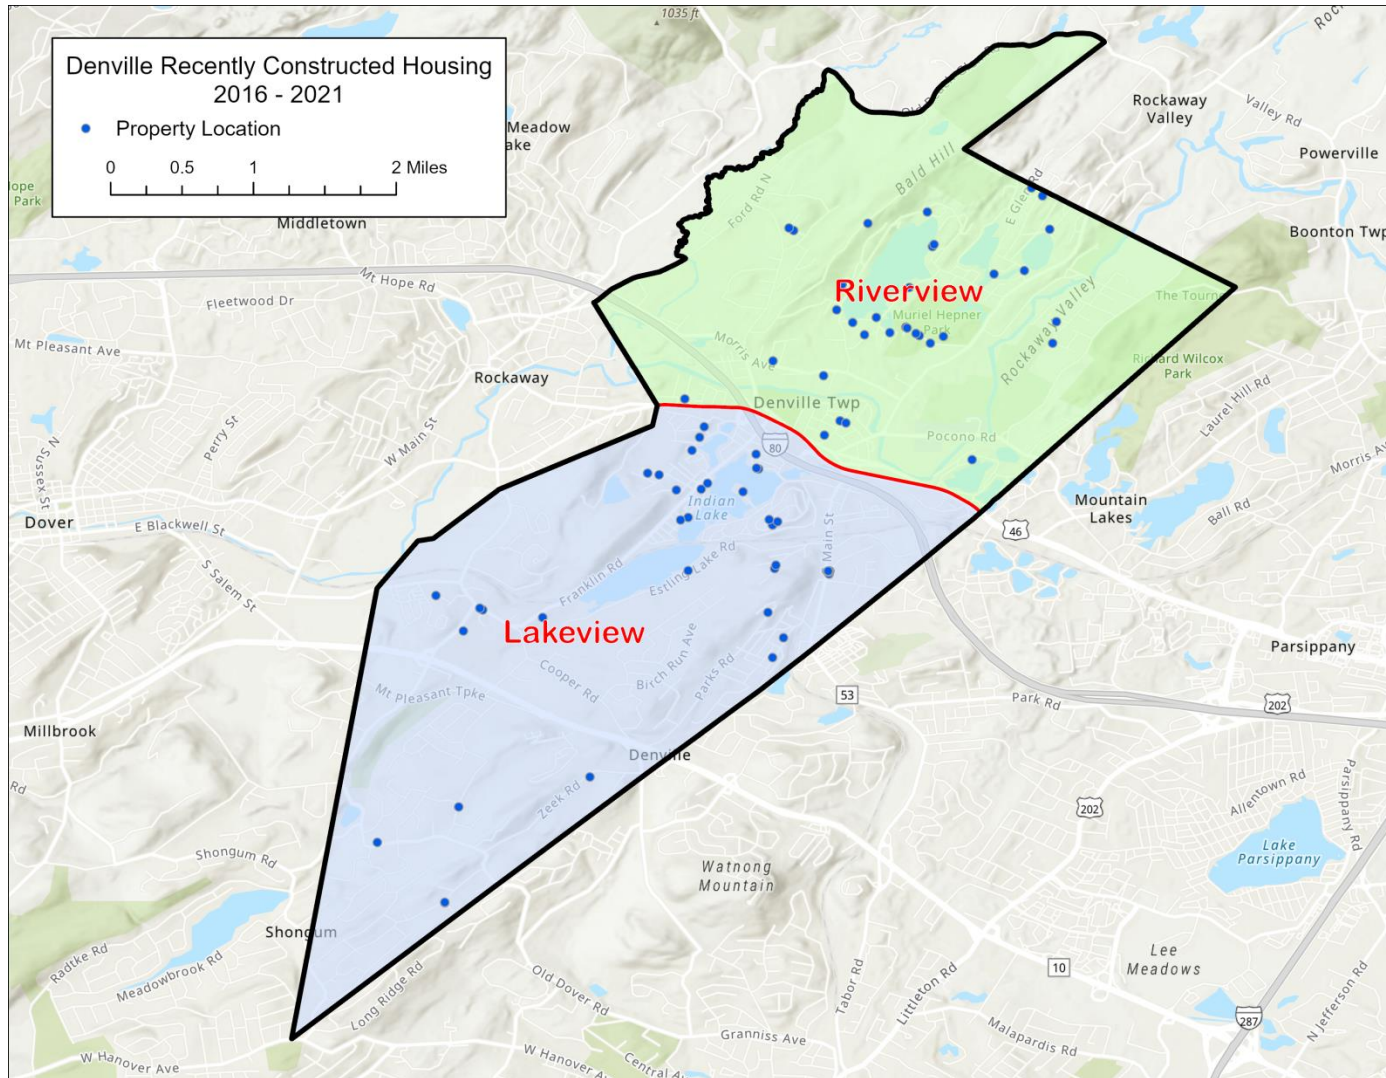 1035 ft
Denville Recently Constructed Housing
2016 - 2021
Property Location
0 0.5 1 2 Miles
Meadow
ake
Rockaway
Valley
Valley Rd
Powerville
lope
Park
Middletown
Ford Rd N
Bald Hill
E Glen Rd
Boonton Twp
Mt Hope Rd
Fleetwood Dr
Riverview
The Tourne
Muriel Hepner
Park
Rockaway Valley
Mt Pleasant Ave
Morris Ave
Richard Wilcox
Park
Rockaway
Laurel Hill Rd
Perry St
W Main St
Denville Twp
N Sussex St
80
Pocono Rd
Morris Av
Mountain
Lakes
Ball Rd
Indian
Lake
Dover
E Blackwell St
46
Main St
Franklin Rd
Estling Lake Rd
S Salem St
Lakeview
Parsippany
Birch Run Ave
Parks Rd
Cooper Rd
Mt Pleasant Tpke
53
Park Rd
202
Millbrook
Denville
Rd
Zeek Rd
Allentown Rd
Parsippany Rd
202
Shongum Rd
Lake
Parsippany
Watnong
Mountain
Shongum
Radtke Rd
Meadowbrook Rd
Long Ridge Rd
Old Dover Rd
Tabor Rd
Littleton Rd
10
Lee
Meadows
N Jefferson Rd
287
Granniss Ave
Malapardis Rd
W Hanover Ave
W Hanover Av
Central Av